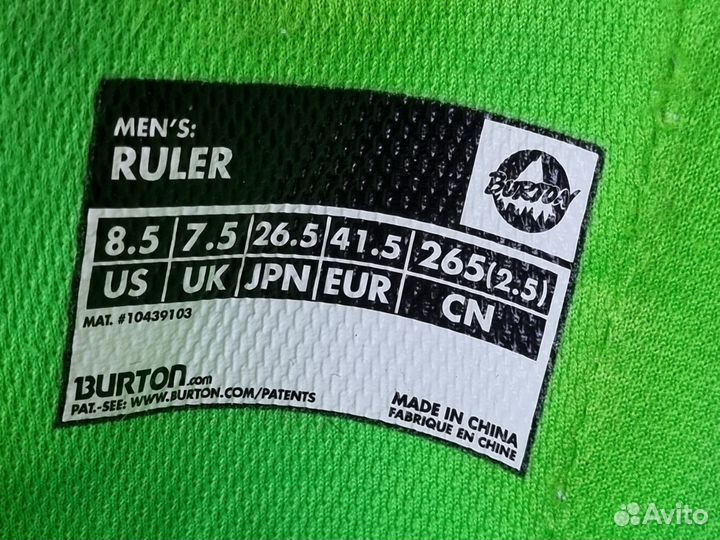 MEN'S:
RULER
BURTON
8.5 7.5 26.5 41.5 265(2.5)
US UK JPN EUR CN
MAT. #10439103
BURTON.com
PAT.-SEE: WWW.BURTON.COM/PATENTS
MADE IN CHINA
FABRIQUE EN CHINE
Avito